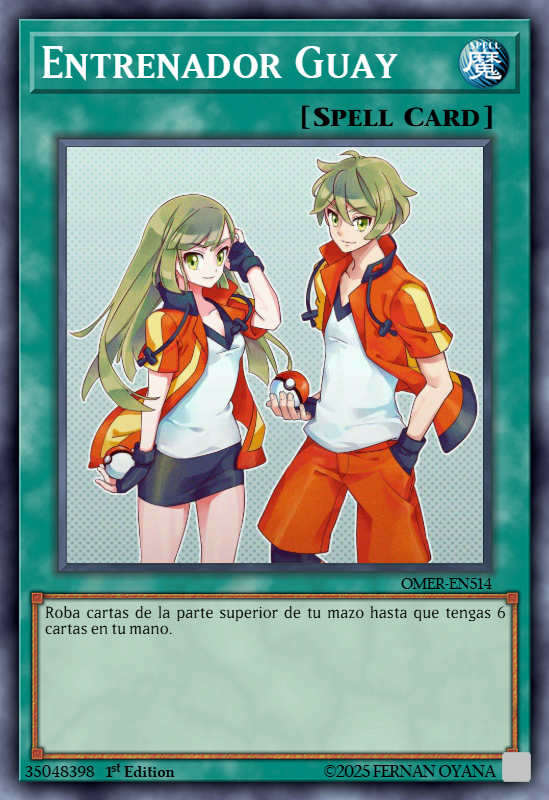 Entrenador Guay
SPELL
魔
[Spell Card]
OMER-EN514
Roba cartas de la parte superior de tu mazo hasta que tengas 6
cartas en tu mano.
35048398 1st Edition ©2025 FERNAN OYANA